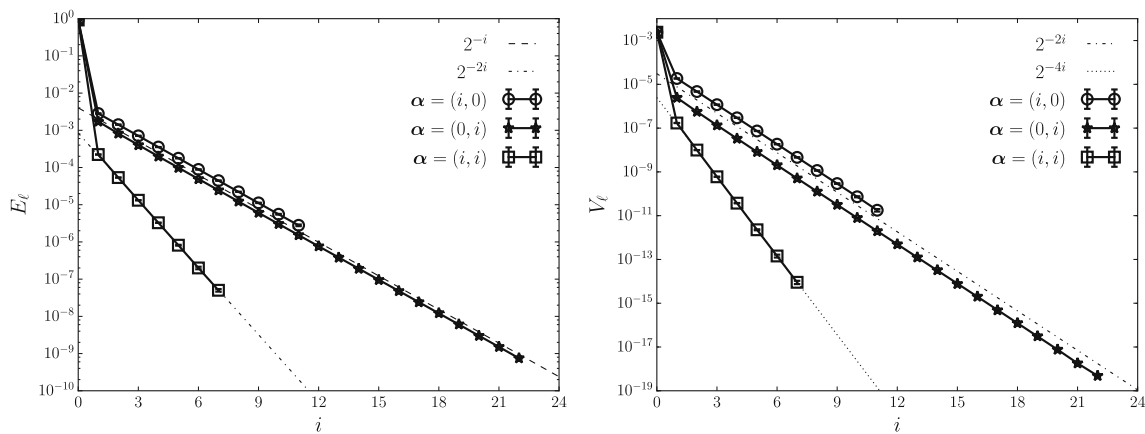 10^0
10^{-1}
10^{-2}
10^{-3}
10^{-4}
10^{-5}
10^{-6}
10^{-7}
10^{-8}
10^{-9}
10^{-10}
E_ℓ
0 3 6 9 12 15 18 21 24
i
2^{-i}
2^{-2i}
α = (i, 0)
α = (0, i)
α = (i, i)
10^{-3}
10^{-5}
10^{-7}
10^{-9}
10^{-11}
10^{-13}
10^{-15}
10^{-17}
10^{-19}
V_ℓ
0 3 6 9 12 15 18 21 24
i
2^{-2i}
2^{-4i}
α = (i, 0)
α = (0, i)
α = (i, i)